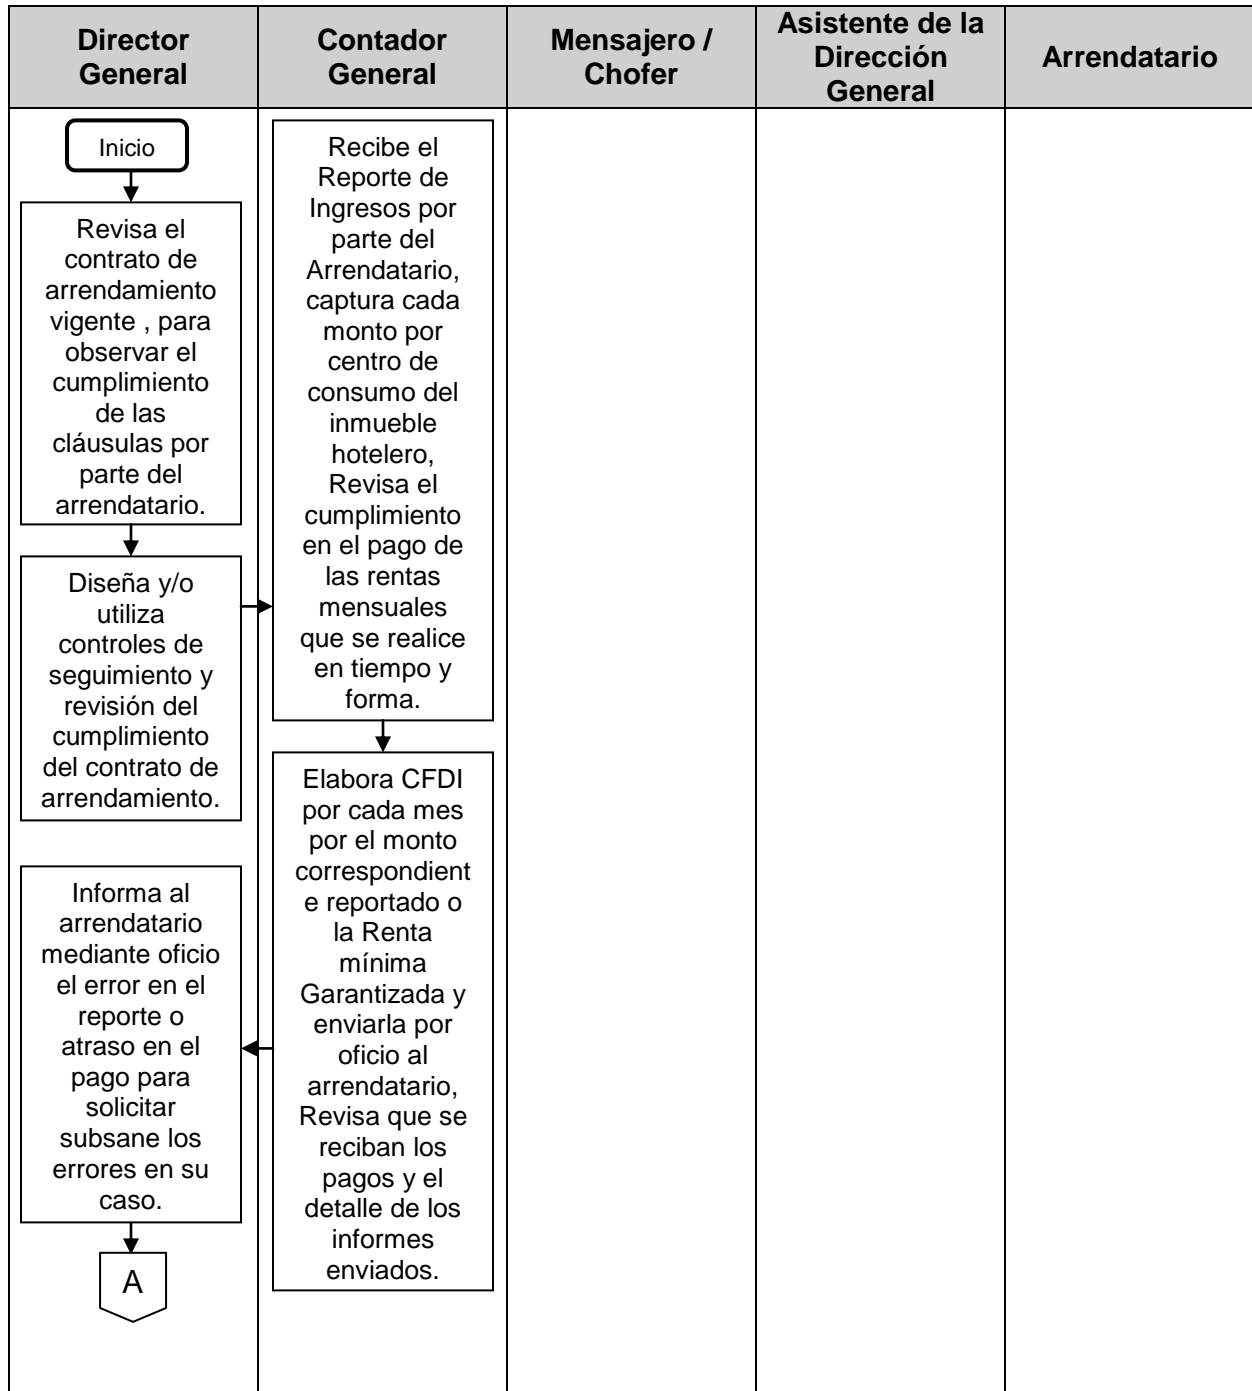 Director
General
Contador
General
Mensajero /
Chofer
Asistente de la
Dirección
General
Arrendatario
Inicio
Revisa el
contrato de
arrendamiento
vigente , para
observar el
cumplimiento
de las
cláusulas por
parte del
arrendatario.
Diseña y/o
utiliza
controles de
seguimiento y
revisión del
cumplimiento
del contrato de
arrendamiento.
Recibe el
Reporte de
Ingresos por
parte del
Arrendatario,
captura cada
monto por
centro de
consumo del
inmueble
hotelero,
Revisa el
cumplimiento
en el pago de
las rentas
mensuales
que se realice
en tiempo y
forma.
Elabora CFDI
por cada mes
por el monto
correspondient
e reportado o
la Renta
mínima
Garantizada y
enviarla por
oficio al
arrendatario,
Revisa que se
reciban los
pagos y el
detalle de los
informes
enviados.
Informa al
arrendatario
mediante oficio
el error en el
reporte o
atraso en el
pago para
solicitar
subsane los
errores en su
caso.
A